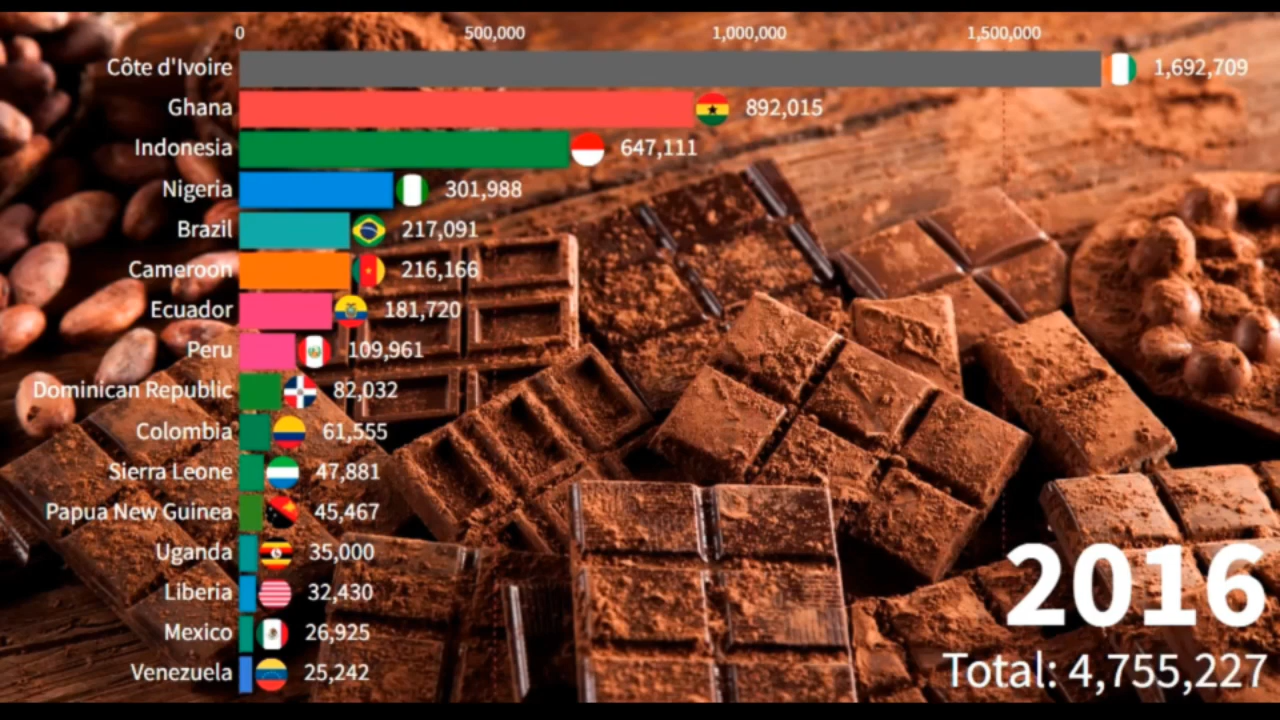 0 500,000 1,000,000 1,500,000
Côte d'Ivoire 1,692,709
Ghana 892,015
Indonesia 647,111
Nigeria 301,988
Brazil 217,091
Cameroon 216,166
Ecuador 181,720
Peru 109,961
Dominican Republic 82,032
Colombia 61,555
Sierra Leone 47,881
Papua New Guinea 45,467
Uganda 35,000
Liberia 32,430
Mexico 26,925
Venezuela 25,242
2016
Total: 4,755,227